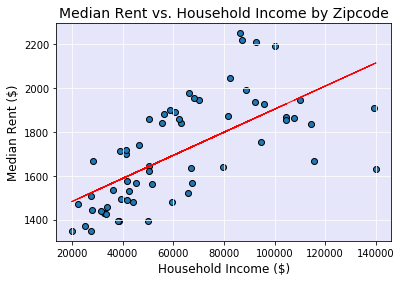 Median Rent vs. Household Income by Zipcode
Median Rent ($)
2200
2000
1800
1600
1400
20000 40000 60000 80000 100000 120000 140000
Household Income ($)